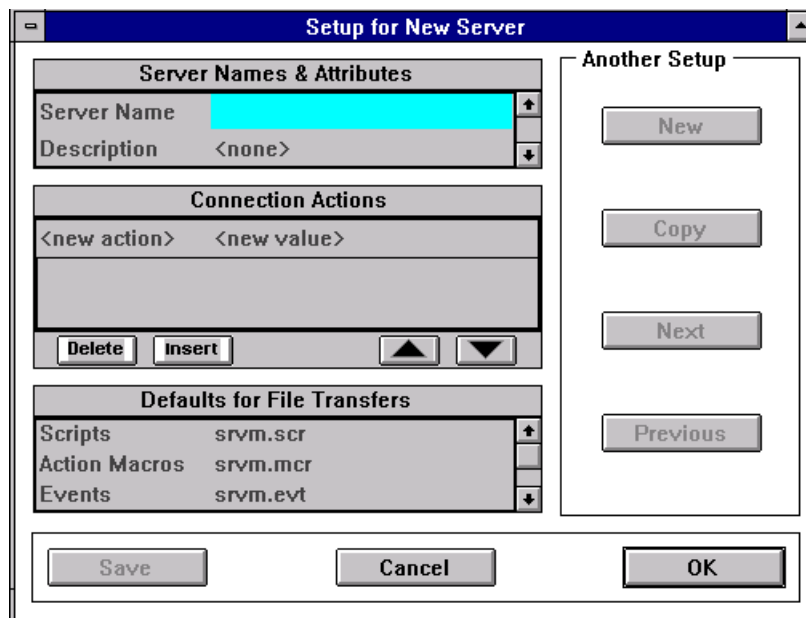 Setup for New Server
Server Names & Attributes
Server Name
Description <none>
Connection Actions
<new action> <new value>
Delete Insert
Defaults for File Transfers
Scripts srvm.scr
Action Macros srvm.mcr
Events srvm.evt
Another Setup
New
Copy
Next
Previous
Save Cancel OK